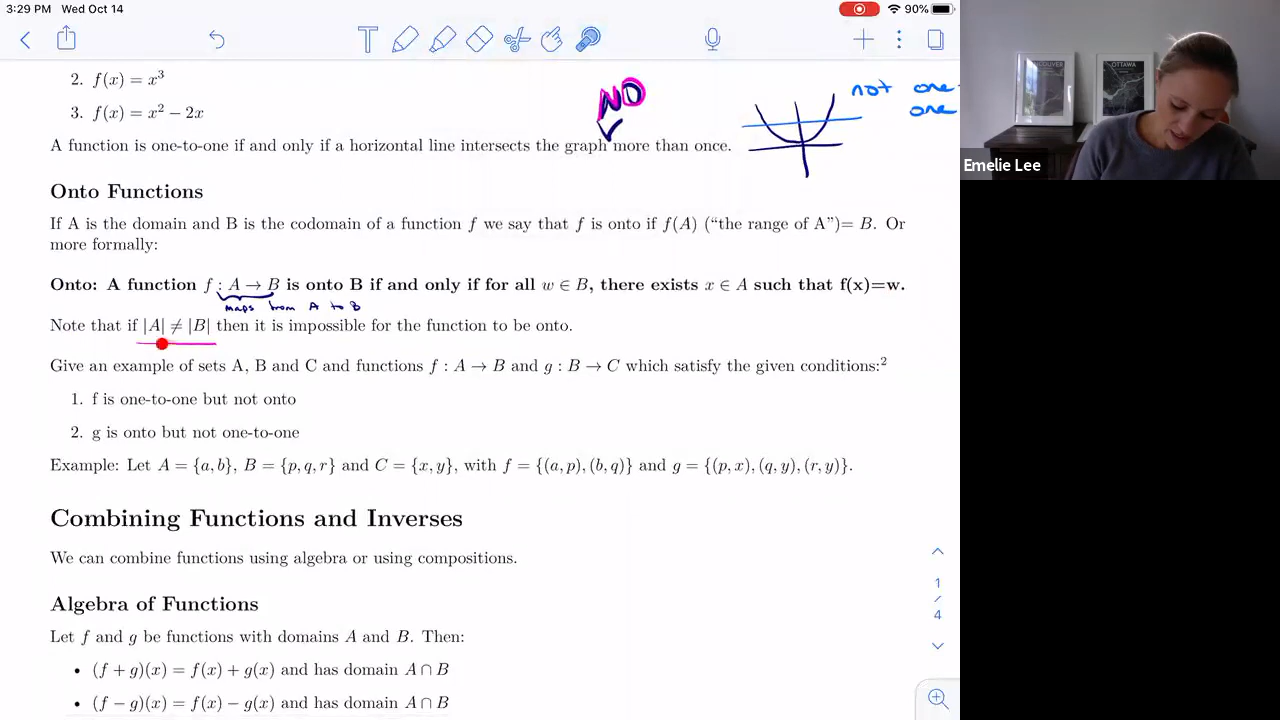 3:29 PM Wed Oct 14
90%
2. f(x) = x³
3. f(x) = x² − 2x
NO
not one-
one
VANCOUVER
OTTAWA
A function is one-to-one if and only if a horizontal line intersects the graph more than once.
Emelie Lee
Onto Functions
If A is the domain and B is the codomain of a function f we say that f is onto if f(A) (“the range of A”)= B. Or
more formally:
Onto: A function f : A → B is onto B if and only if for all w ∈ B, there exists x ∈ A such that f(x)=w.
maps from A to B
Note that if |A| ≠ |B| then it is impossible for the function to be onto.
Give an example of sets A, B and C and functions f : A → B and g : B → C which satisfy the given conditions:²
1. f is one-to-one but not onto
2. g is onto but not one-to-one
Example: Let A = {a, b}, B = {p, q, r} and C = {x, y}, with f = {(a, p), (b, q)} and g = {(p, x), (q, y), (r, y)}.
Combining Functions and Inverses
We can combine functions using algebra or using compositions.
1
/
4
Algebra of Functions
Let f and g be functions with domains A and B. Then:
• (f + g)(x) = f(x) + g(x) and has domain A ∩ B
• (f − g)(x) = f(x) − g(x) and has domain A ∩ B